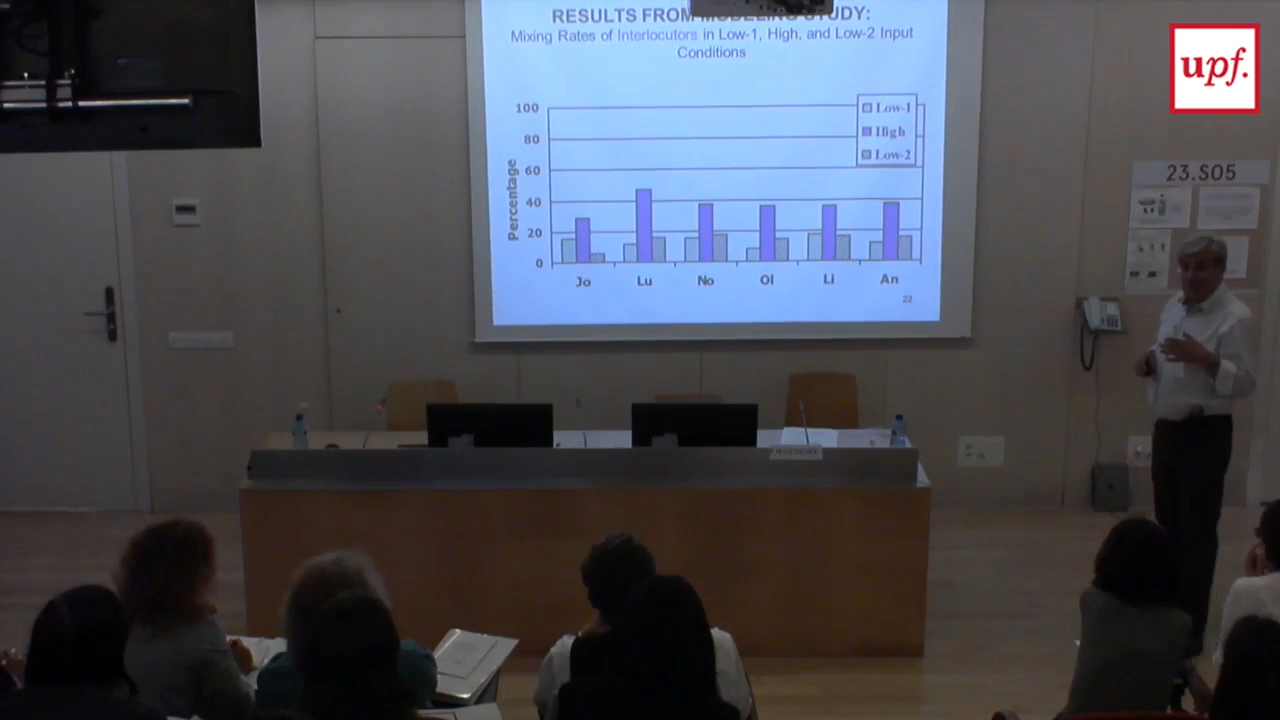 RESULTS FROM MODELING STUDY:
Mixing Rates of Interlocutors in Low-1, High, and Low-2 Input
Conditions
upf.
Percentage
100
80
60
40
20
0
Low-1
High
Low-2
Jo Lu No Ol Li An
22
23.S05